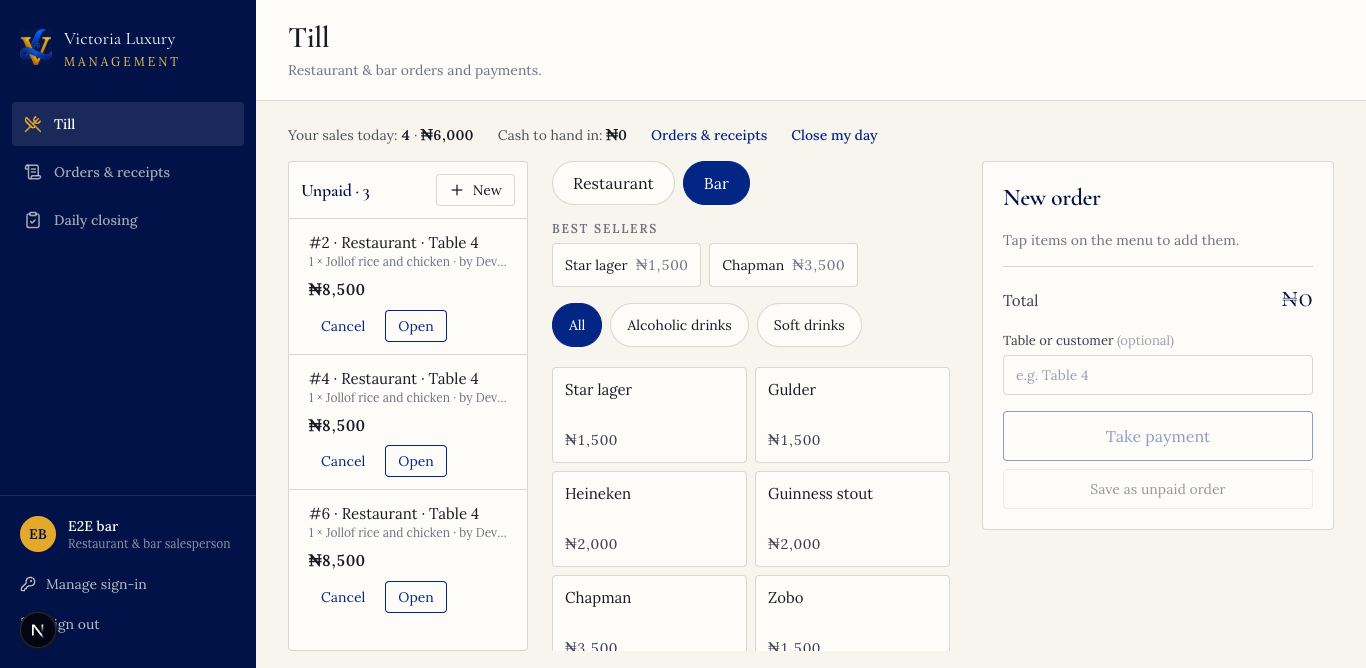 Victoria Luxury
MANAGEMENT
Till
Orders & receipts
Daily closing
EB
E2E bar
Restaurant & bar salesperson
Manage sign-in
N
ign out
Till
Restaurant & bar orders and payments.
Your sales today: 4 · ₦6,000
Cash to hand in: ₦0
Orders & receipts
Close my day
Unpaid · 3
+ New
#2 · Restaurant · Table 4
1 × Jollof rice and chicken · by Dev...
₦8,500
Cancel
Open
#4 · Restaurant · Table 4
1 × Jollof rice and chicken · by Dev...
₦8,500
Cancel
Open
#6 · Restaurant · Table 4
1 × Jollof rice and chicken · by Dev...
₦8,500
Cancel
Open
Restaurant
Bar
BEST SELLERS
Star lager ₦1,500
Chapman ₦3,500
All
Alcoholic drinks
Soft drinks
Star lager
₦1,500
Gulder
₦1,500
Heineken
₦2,000
Guinness stout
₦2,000
Chapman
₦3,500
Zobo
₦1,500
New order
Tap items on the menu to add them.
Total
₦0
Table or customer (optional)
e.g. Table 4
Take payment
Save as unpaid order